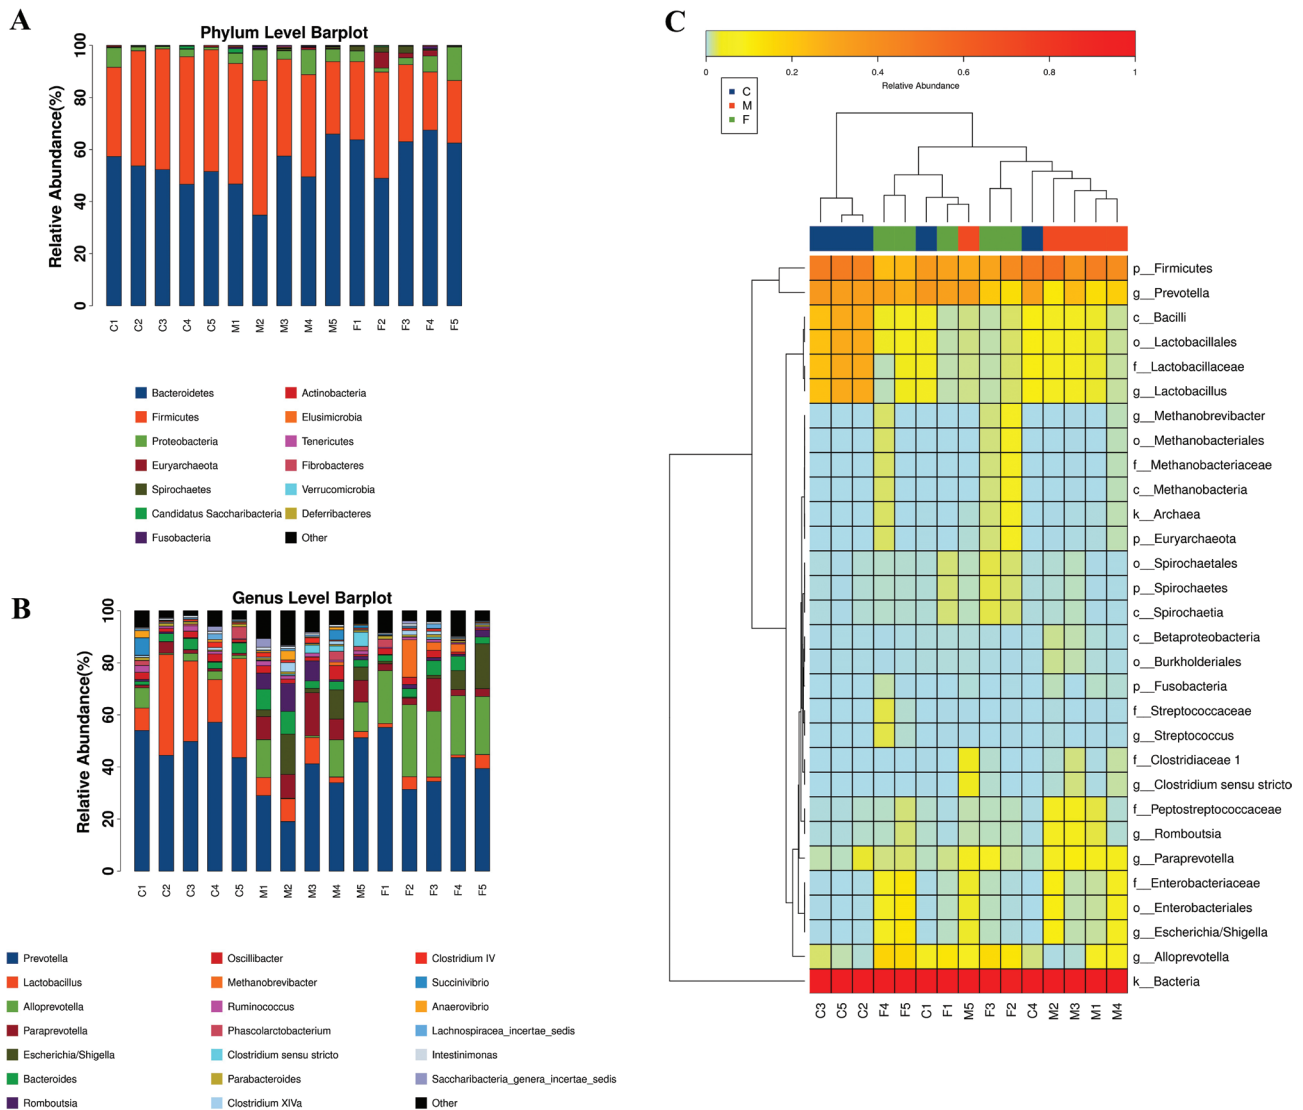 A
Phylum Level Barplot
Relative Abundance(%)
0
20
40
60
80
100
C1 C2 C3 C4 C5 M1 M2 M3 M4 M5 F1 F2 F3 F4 F5
Bacteroidetes
Firmicutes
Proteobacteria
Euryarchaeota
Spirochaetes
Candidatus Saccharibacteria
Fusobacteria
Actinobacteria
Elusimicrobia
Tenericutes
Fibrobacteres
Verrucomicrobia
Deferribacteres
Other
B
Genus Level Barplot
Relative Abundance(%)
0
20
40
60
80
100
C1 C2 C3 C4 C5 M1 M2 M3 M4 M5 F1 F2 F3 F4 F5
Prevotella
Lactobacillus
Alloprevotella
Paraprevotella
Escherichia/Shigella
Bacteroides
Romboutsia
Oscillibacter
Methanobrevibacter
Ruminococcus
Phascolarctobacterium
Clostridium sensu stricto
Parabacteroides
Clostridium XIVa
Clostridium IV
Succinivibrio
Anaerovibrio
Lachnospiracea_incertae_sedis
Intestinimonas
Saccharibacteria_genera_incertae_sedis
Other
C
0 0.2 0.4 0.6 0.8 1
Relative Abundance
C
M
F
p__Firmicutes
g__Prevotella
c__Bacilli
o__Lactobacillales
f__Lactobacillaceae
g__Lactobacillus
g__Methanobrevibacter
o__Methanobacteriales
f__Methanobacteriaceae
c__Methanobacteria
k__Archaea
p__Euryarchaeota
o__Spirochaetales
p__Spirochaetes
c__Spirochaetia
c__Betaproteobacteria
o__Burkholderiales
p__Fusobacteria
f__Streptococcaceae
g__Streptococcus
f__Clostridiaceae 1
g__Clostridium sensu stricto
f__Peptostreptococcaceae
g__Romboutsia
g__Paraprevotella
f__Enterobacteriaceae
o__Enterobacteriales
g__Escherichia/Shigella
g__Alloprevotella
k__Bacteria
C3 C5 C2 F4 F5 C1 F1 M5 F3 F2 C4 M2 M3 M1 M4